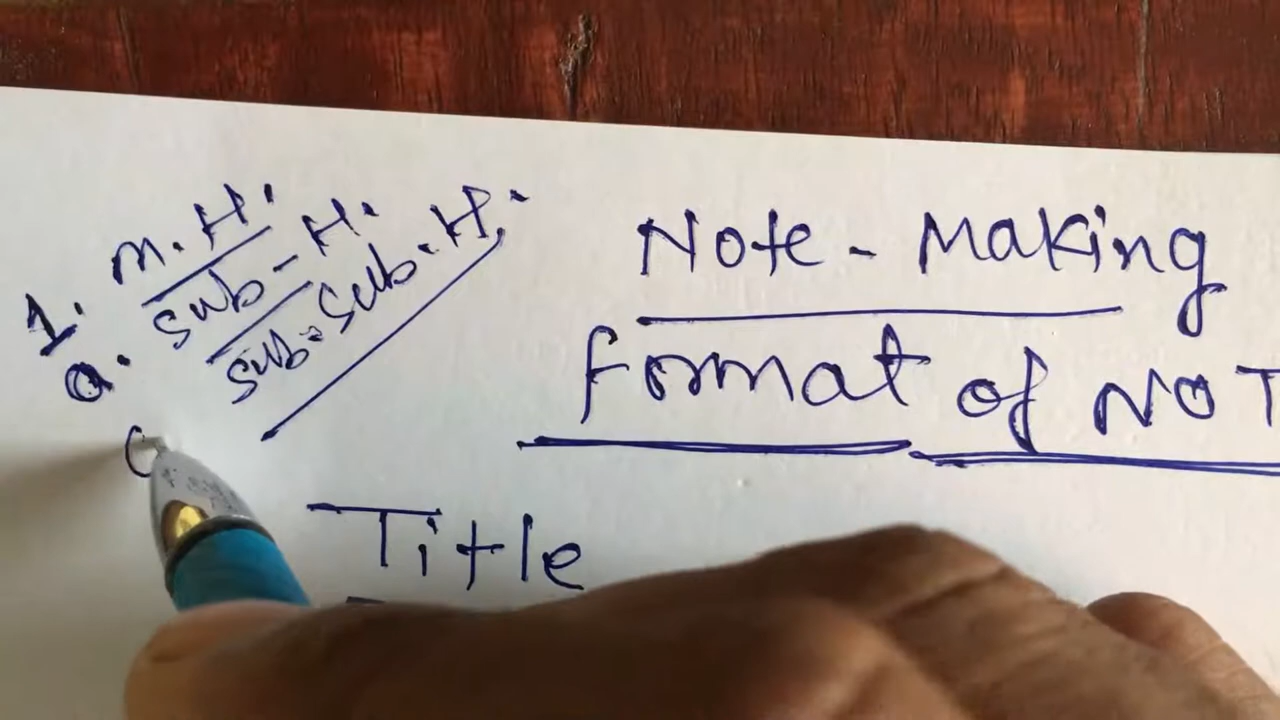 Note - Making
Format of NOT
1. M.H.
a. Sub-H.
Sub-Sub.H.
Title